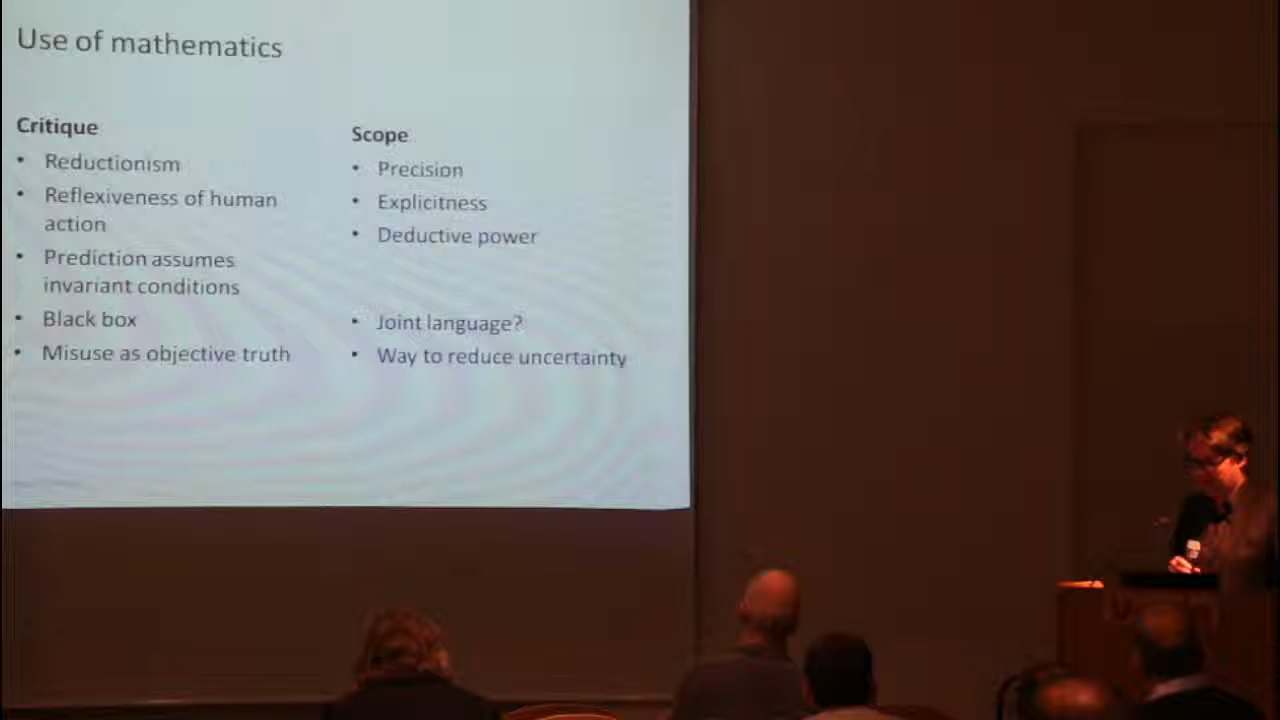 Use of mathematics
Critique
• Reductionism
• Reflexiveness of human
action
• Prediction assumes
invariant conditions
• Black box
• Misuse as objective truth
Scope
• Precision
• Explicitness
• Deductive power
• Joint language?
• Way to reduce uncertainty